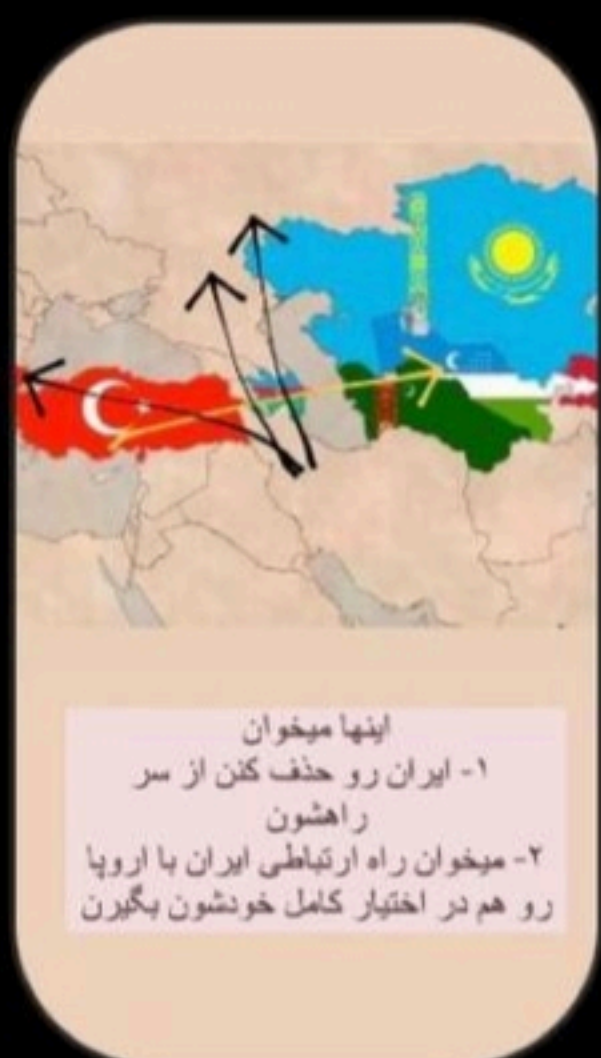 اینها میخوان
۱- ایران رو حذف کنن از سر
راهشون
۲- میخوان راه ارتباطی ایران با اروپا
رو هم در اختیار کامل خودشون بگیرن